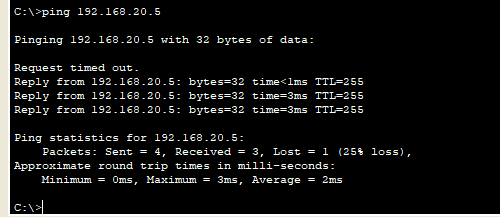 C:\>ping 192.168.20.5
Pinging 192.168.20.5 with 32 bytes of data:
Request timed out.
Reply from 192.168.20.5: bytes=32 time<1ms TTL=255
Reply from 192.168.20.5: bytes=32 time=3ms TTL=255
Reply from 192.168.20.5: bytes=32 time=3ms TTL=255
Ping statistics for 192.168.20.5:
Packets: Sent = 4, Received = 3, Lost = 1 (25% loss),
Approximate round trip times in milli-seconds:
Minimum = 0ms, Maximum = 3ms, Average = 2ms
C:\>